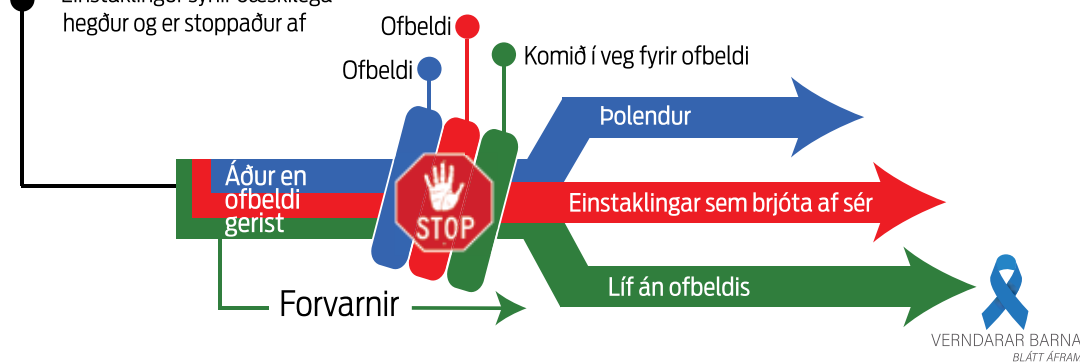 hegður og er stoppaður af
Ofbeldi
Ofbeldi
Komið í veg fyrir ofbeldi
Þolendur
Áður en
ofbeldi
gerist
STOP
Einstaklingar sem brjóta af sér
Líf án ofbeldis
Forvarnir
VERNDARAR BARNA
BLÁTT ÁFRAM